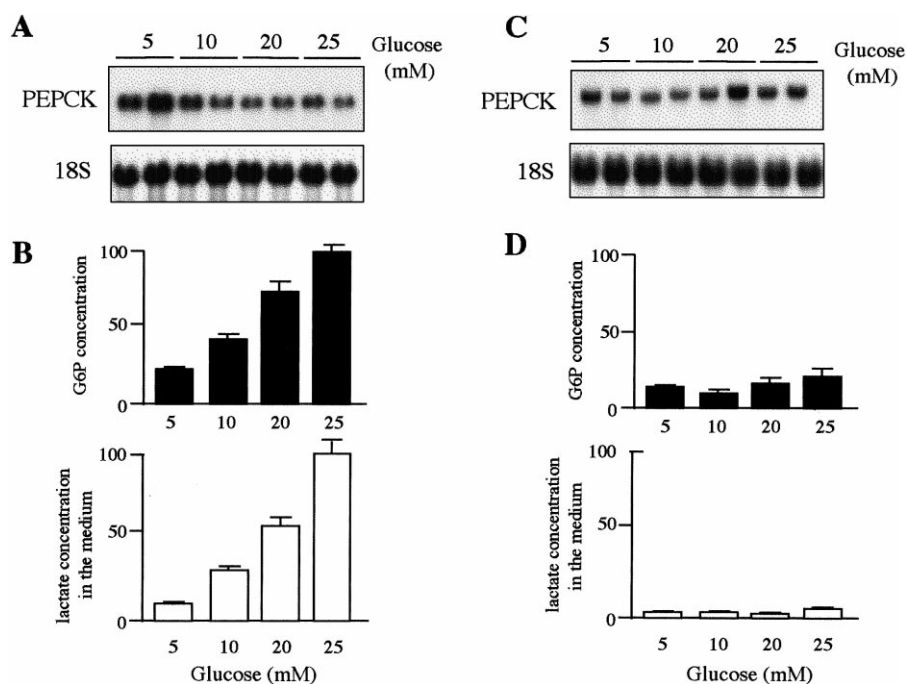 A
5 10 20 25 Glucose
(mM)
PEPCK
18S
B
G6P concentration
100
50
0
5 10 20 25
lactate concentration
in the medium
100
50
0
5 10 20 25
Glucose (mM)
C
5 10 20 25 Glucose
(mM)
PEPCK
18S
D
G6P concentration
100
50
0
5 10 20 25
lactate concentration
in the medium
100
50
0
5 10 20 25
Glucose (mM)